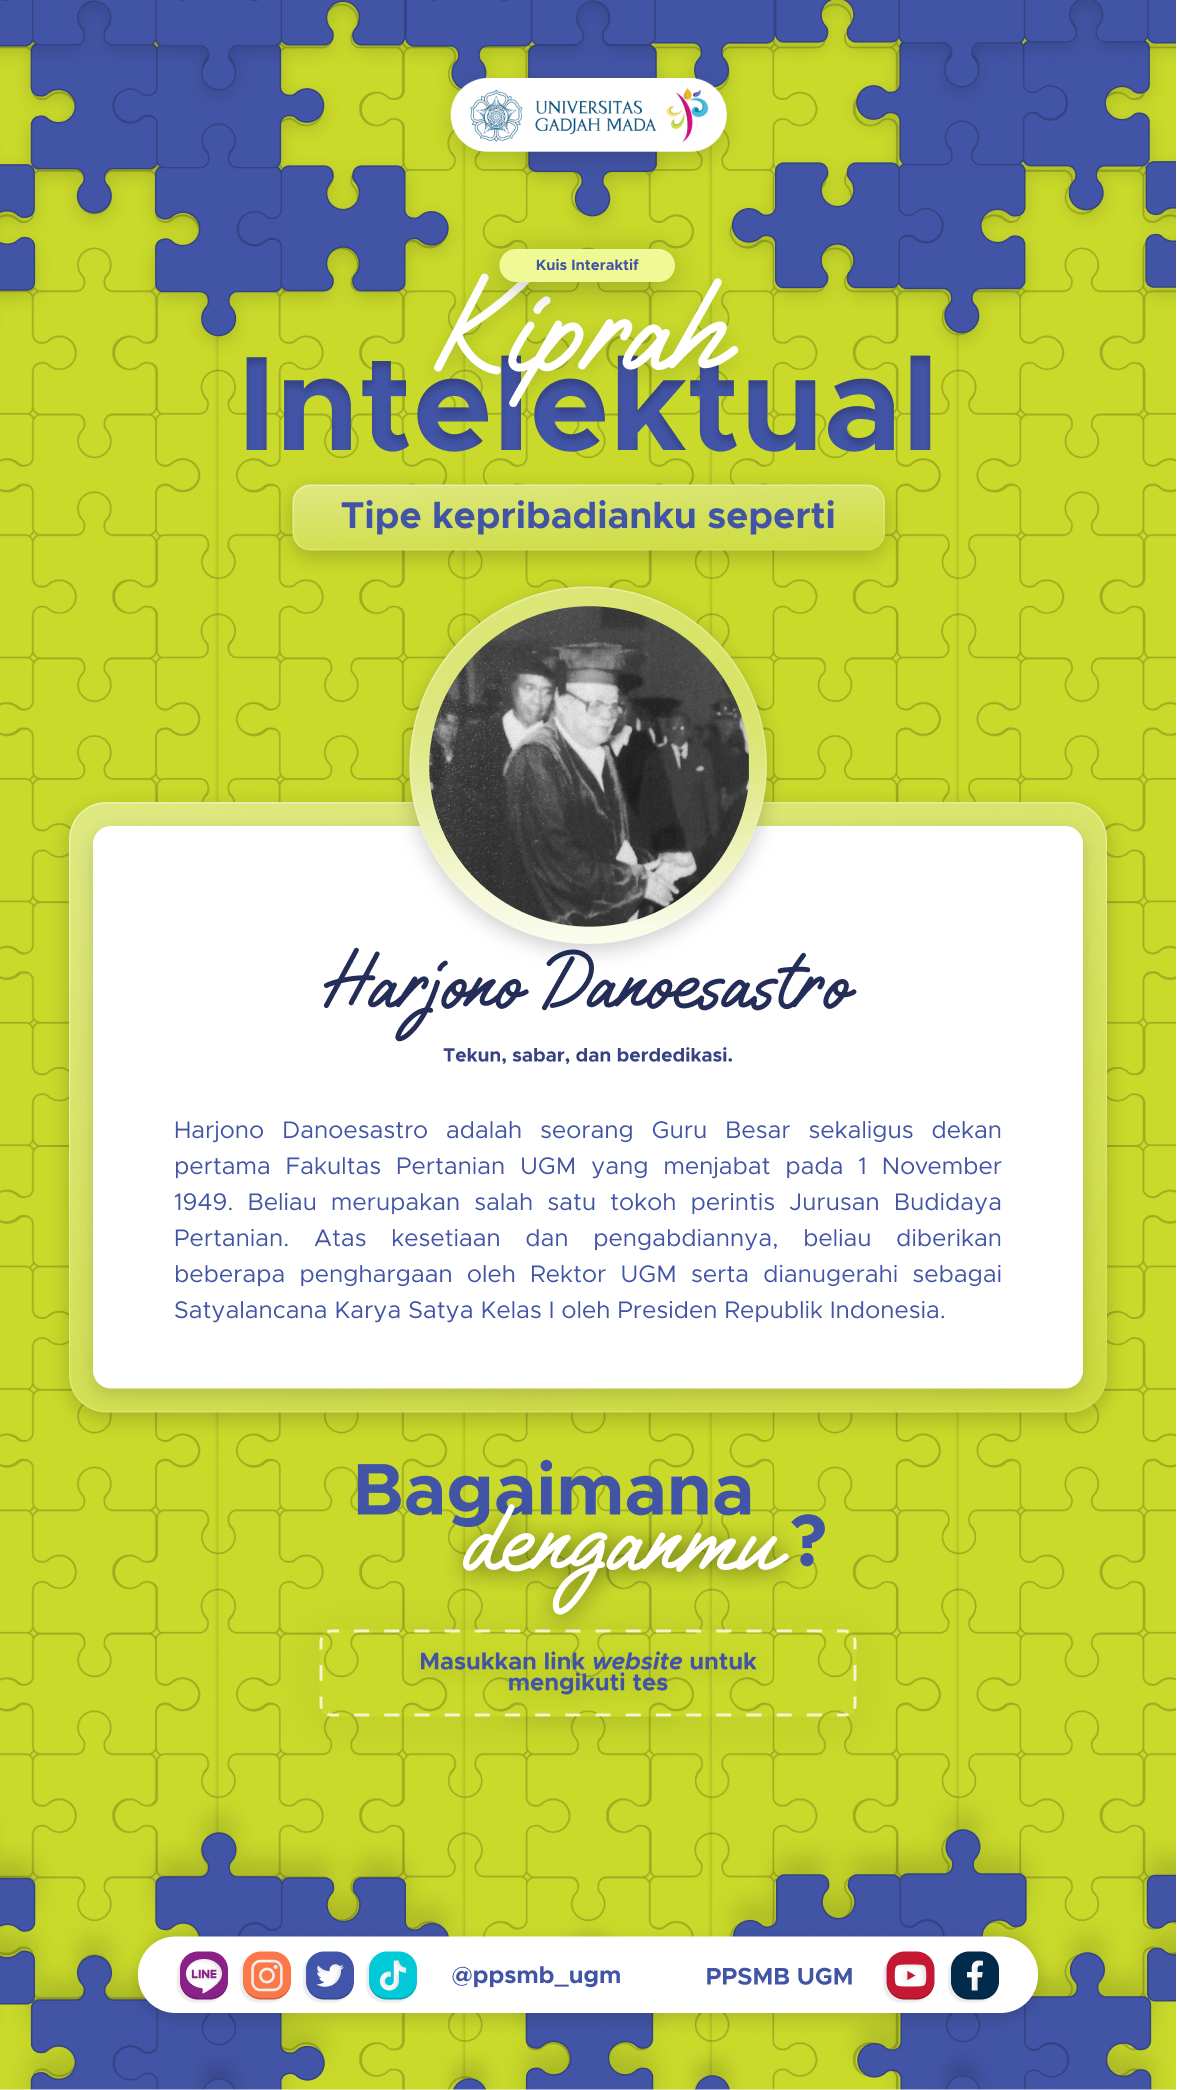 UNIVERSITAS
GADJAH MADA
Kuis Interaktif
Kiprah
Intelektual
Tipe kepribadianku seperti
Harjono Danoesastro
Tekun, sabar, dan berdedikasi.
Harjono Danoesastro adalah seorang Guru Besar sekaligus dekan
pertama Fakultas Pertanian UGM yang menjabat pada 1 November
1949. Beliau merupakan salah satu tokoh perintis Jurusan Budidaya
Pertanian. Atas kesetiaan dan pengabdiannya, beliau diberikan
beberapa penghargaan oleh Rektor UGM serta dianugerahi sebagai
Satyalancana Karya Satya Kelas I oleh Presiden Republik Indonesia.
Bagaimana
denganmu?
Masukkan link website untuk
mengikuti tes
LINE @ppsmb_ugm PPSMB UGM